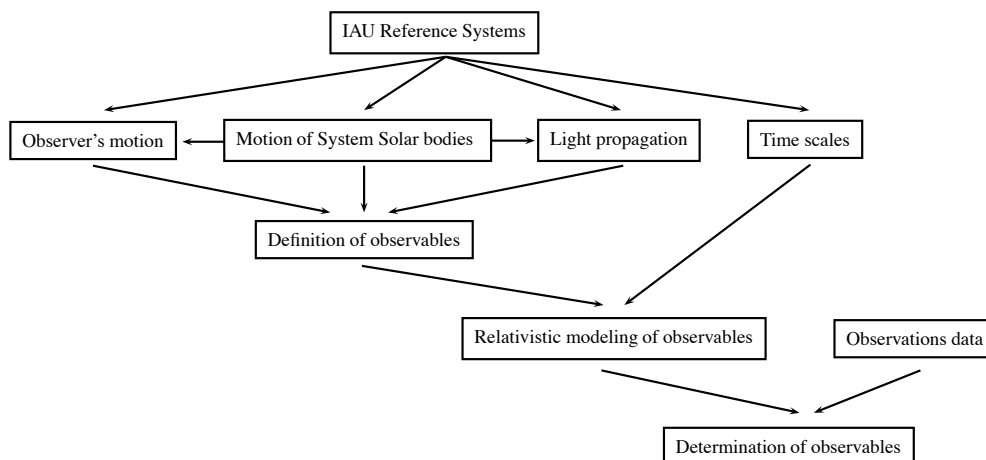 IAU Reference Systems
Observer's motion
Motion of System Solar bodies
Light propagation
Time scales
Definition of observables
Relativistic modeling of observables
Observations data
Determination of observables